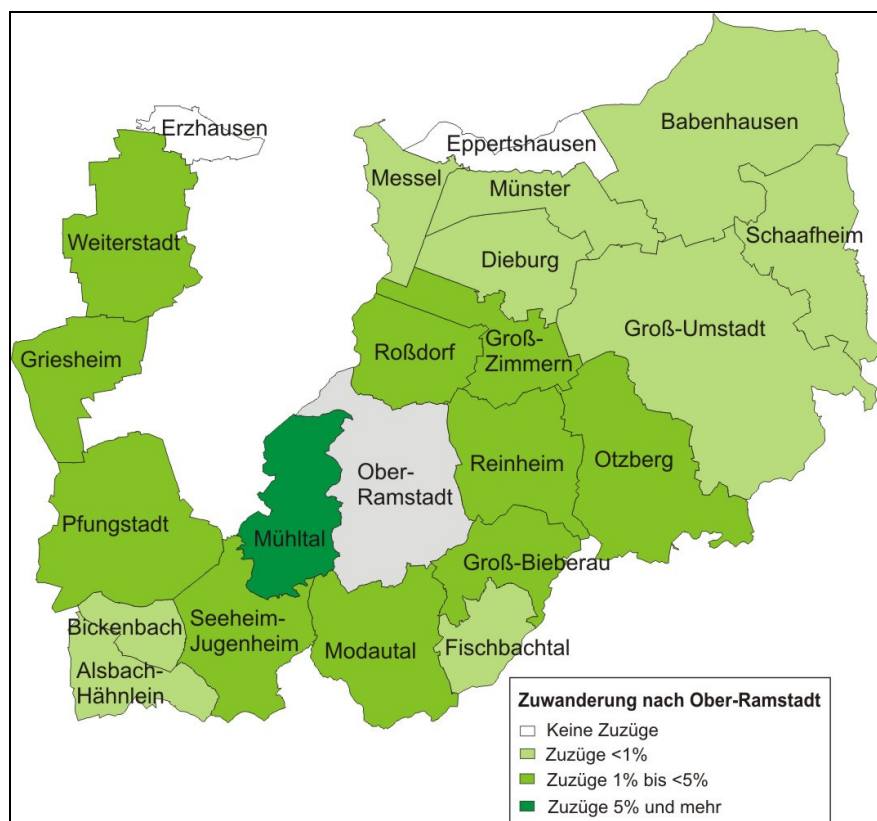 Erzhausen
Eppertshausen
Babenhausen
Messel
Münster
Weiterstadt
Schaafheim
Dieburg
Groß-Umstadt
Griesheim
Roßdorf
Groß-
Zimmern
Ober-
Ramstadt
Reinheim
Otzberg
Pfungstadt
Mühltal
Groß-Bieberau
Bickenbach
Seeheim-
Jugenheim
Modautal
Fischbachtal
Alsbach-
Hähnlein
Zuwanderung nach Ober-Ramstadt
Keine Zuzüge
Zuzüge <1%
Zuzüge 1% bis <5%
Zuzüge 5% und mehr